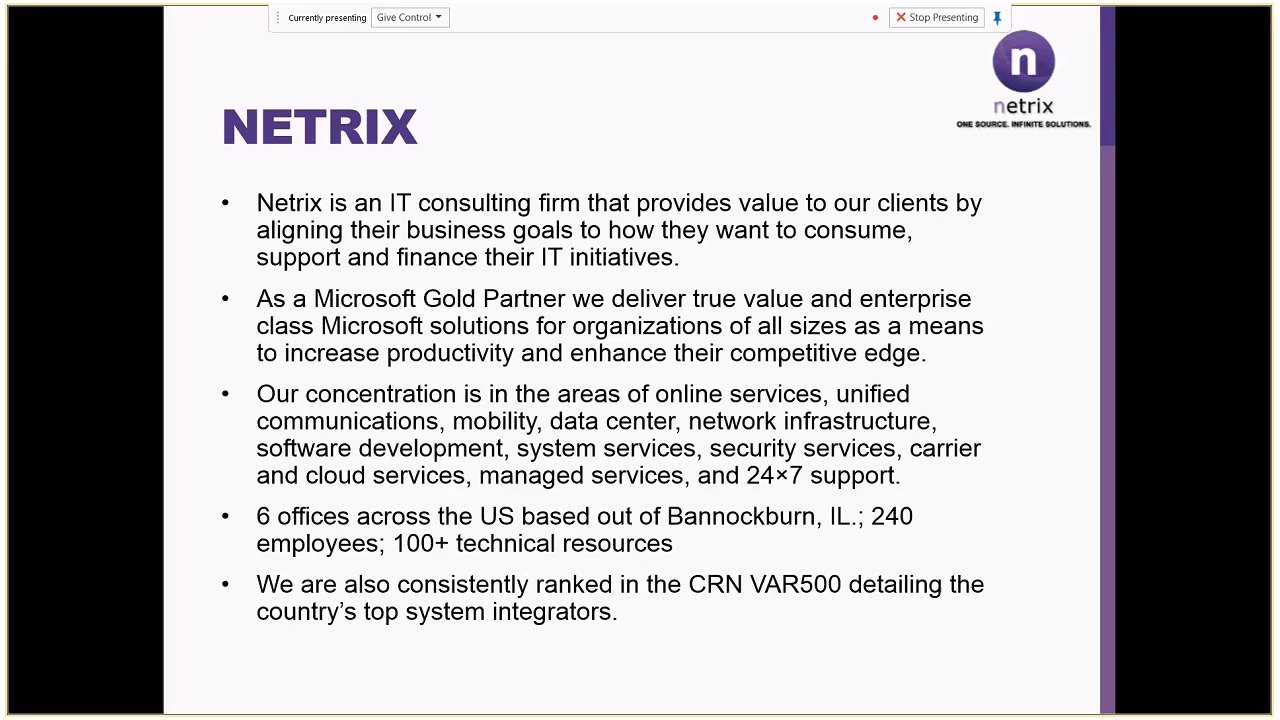 Currently presenting Give Control Stop Presenting
n
netrix
ONE SOURCE. INFINITE SOLUTIONS.
NETRIX
• Netrix is an IT consulting firm that provides value to our clients by
aligning their business goals to how they want to consume,
support and finance their IT initiatives.
• As a Microsoft Gold Partner we deliver true value and enterprise
class Microsoft solutions for organizations of all sizes as a means
to increase productivity and enhance their competitive edge.
• Our concentration is in the areas of online services, unified
communications, mobility, data center, network infrastructure,
software development, system services, security services, carrier
and cloud services, managed services, and 24×7 support.
• 6 offices across the US based out of Bannockburn, IL.; 240
employees; 100+ technical resources
• We are also consistently ranked in the CRN VAR500 detailing the
country’s top system integrators.